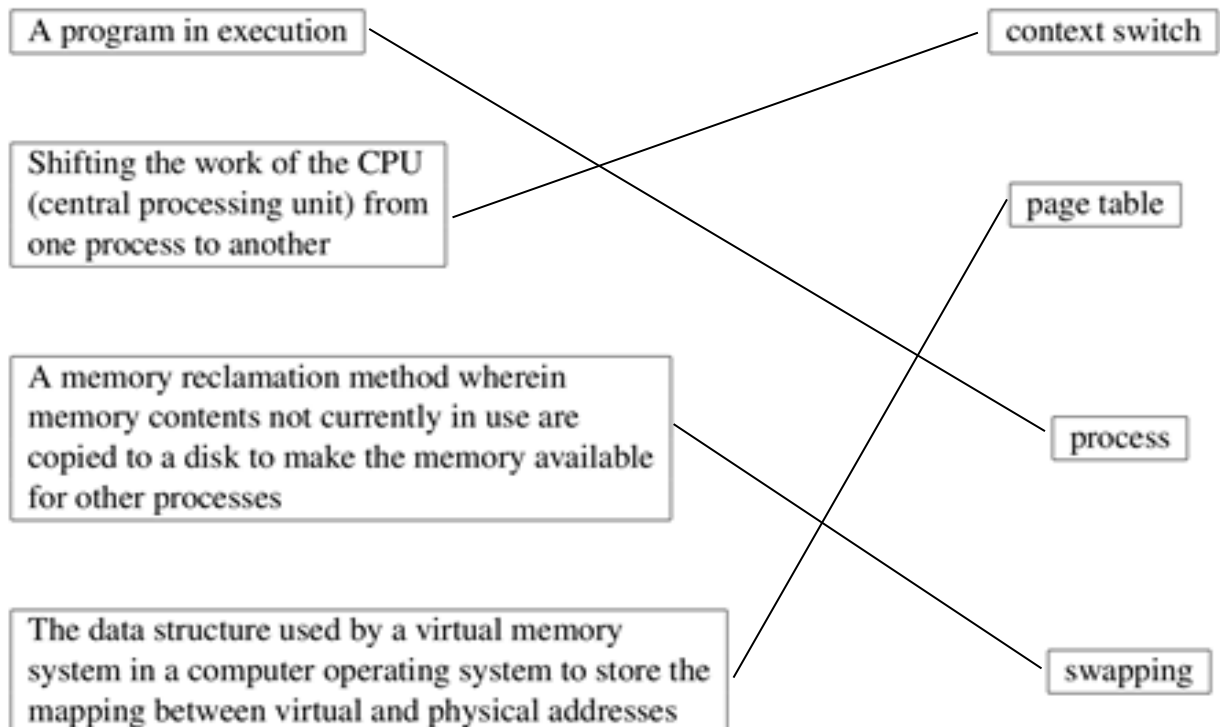 A program in execution
context switch
Shifting the work of the CPU
(central processing unit) from
one process to another
page table
A memory reclamation method wherein
memory contents not currently in use are
copied to a disk to make the memory available
for other processes
process
The data structure used by a virtual memory
system in a computer operating system to store the
mapping between virtual and physical addresses
swapping